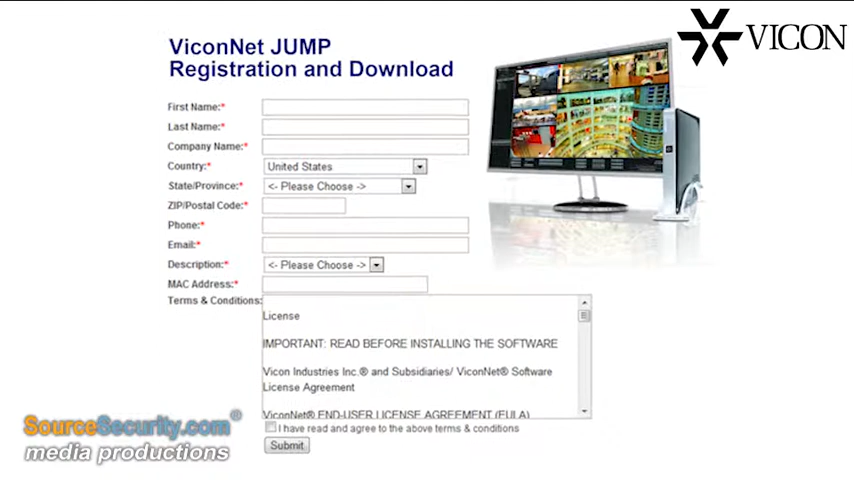 VICON
ViconNet JUMP
Registration and Download
First Name:*
Last Name:*
Company Name:*
Country:* United States
State/Province:* <- Please Choose ->
ZIP/Postal Code:*
Phone:*
Email:*
Description:* <- Please Choose ->
MAC Address:*
Terms & Conditions:
License
IMPORTANT: READ BEFORE INSTALLING THE SOFTWARE
Vicon Industries Inc.® and Subsidiaries/ ViconNet® Software
License Agreement
ViconNet® END-USER LICENSE AGREEMENT (EULA)
I have read and agree to the above terms & conditions
Submit
SourceSecurity.com®
media productions